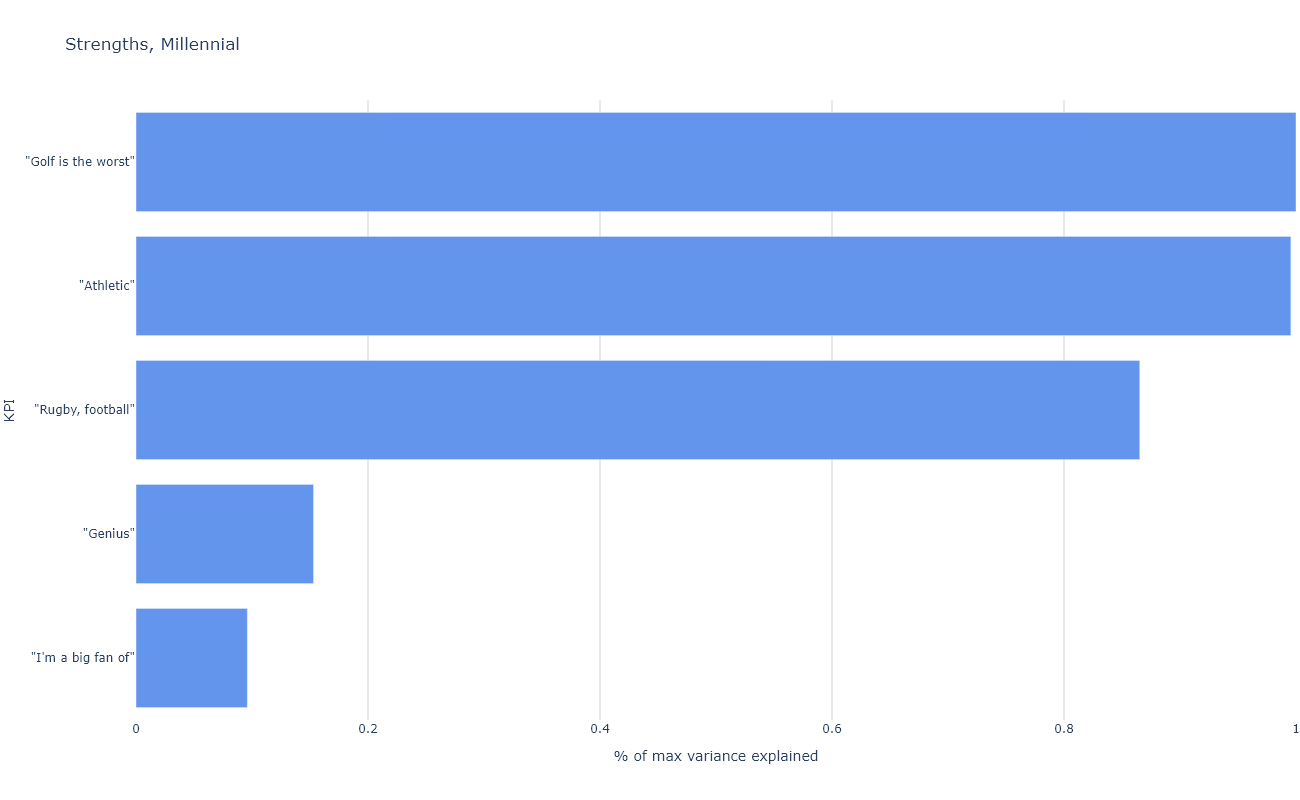 Strengths, Millennial
"Golf is the worst"
"Athletic"
"Rugby, football"
"Genius"
"I'm a big fan of"
KPI
0 0.2 0.4 0.6 0.8 1
% of max variance explained